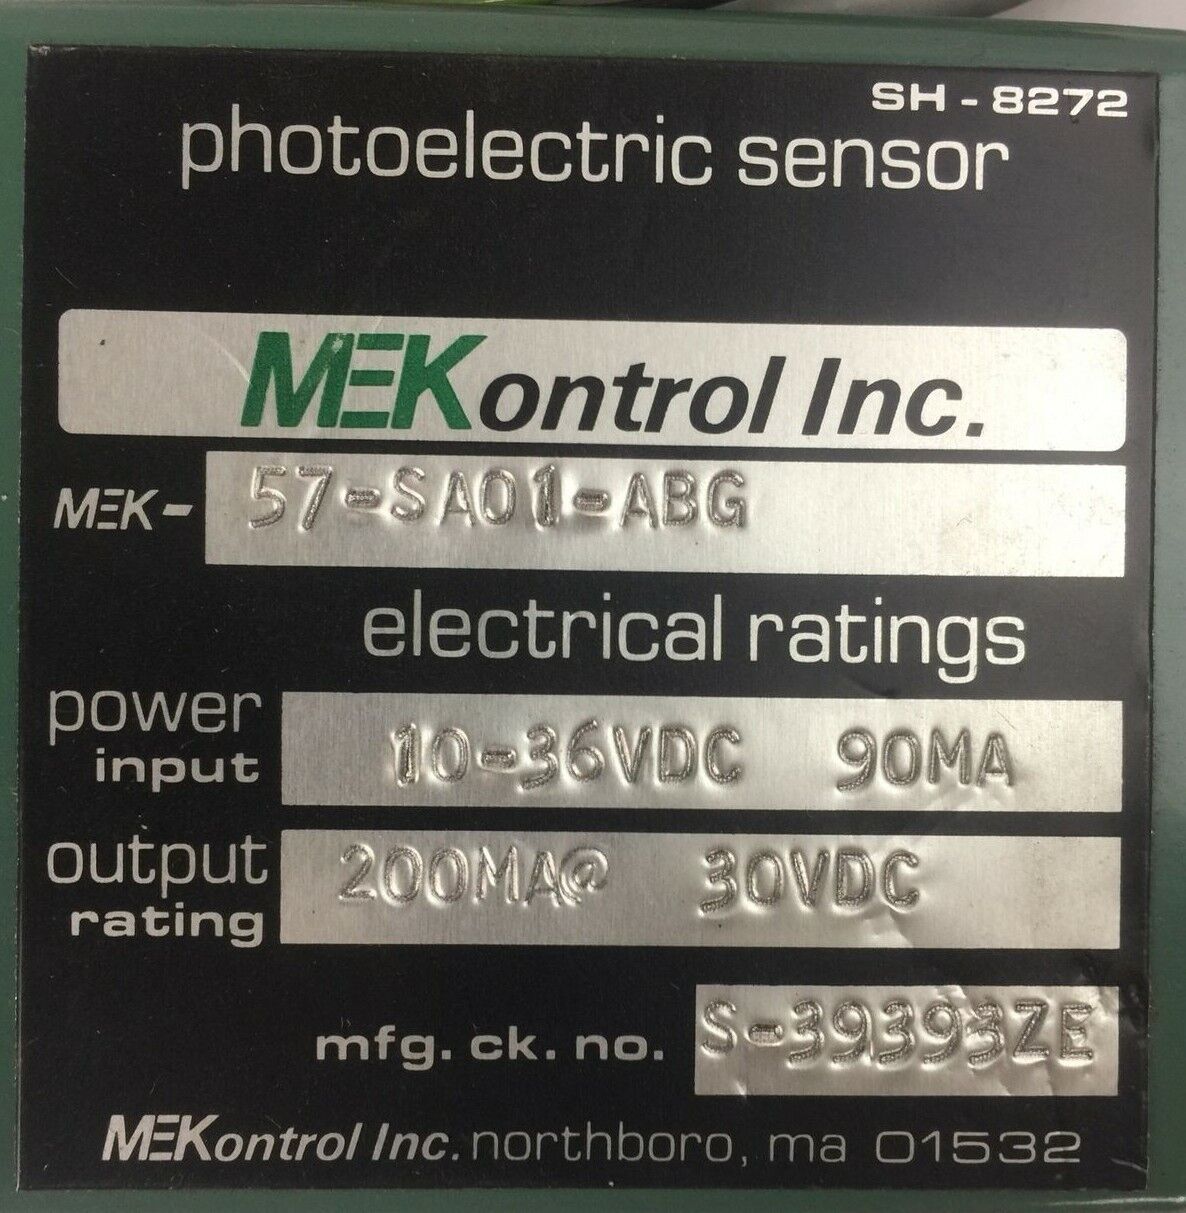 SH - 8272
photoelectric sensor
MEKontrol Inc.
MEK- 57-SA01-ABG
electrical ratings
power input 10-36VDC 90MA
output rating 200MA@ 30VDC
mfg. ck. no. S-39393ZE
MEKontrol Inc. northboro, ma 01532